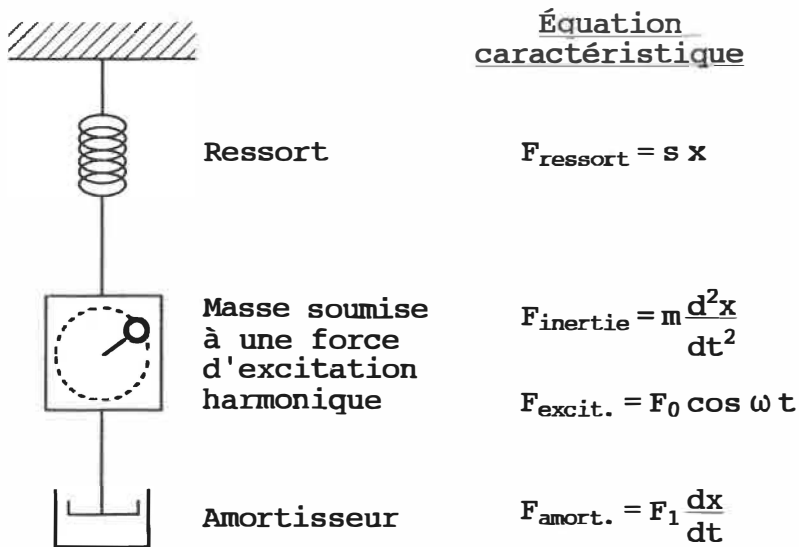 Équation
caractéristique
Ressort
F_ressort = s x
Masse soumise
à une force
d'excitation
harmonique
F_inertie = m d²x/dt²
F_excit. = F₀ cos ω t
Amortisseur
F_amort. = F₁ dx/dt